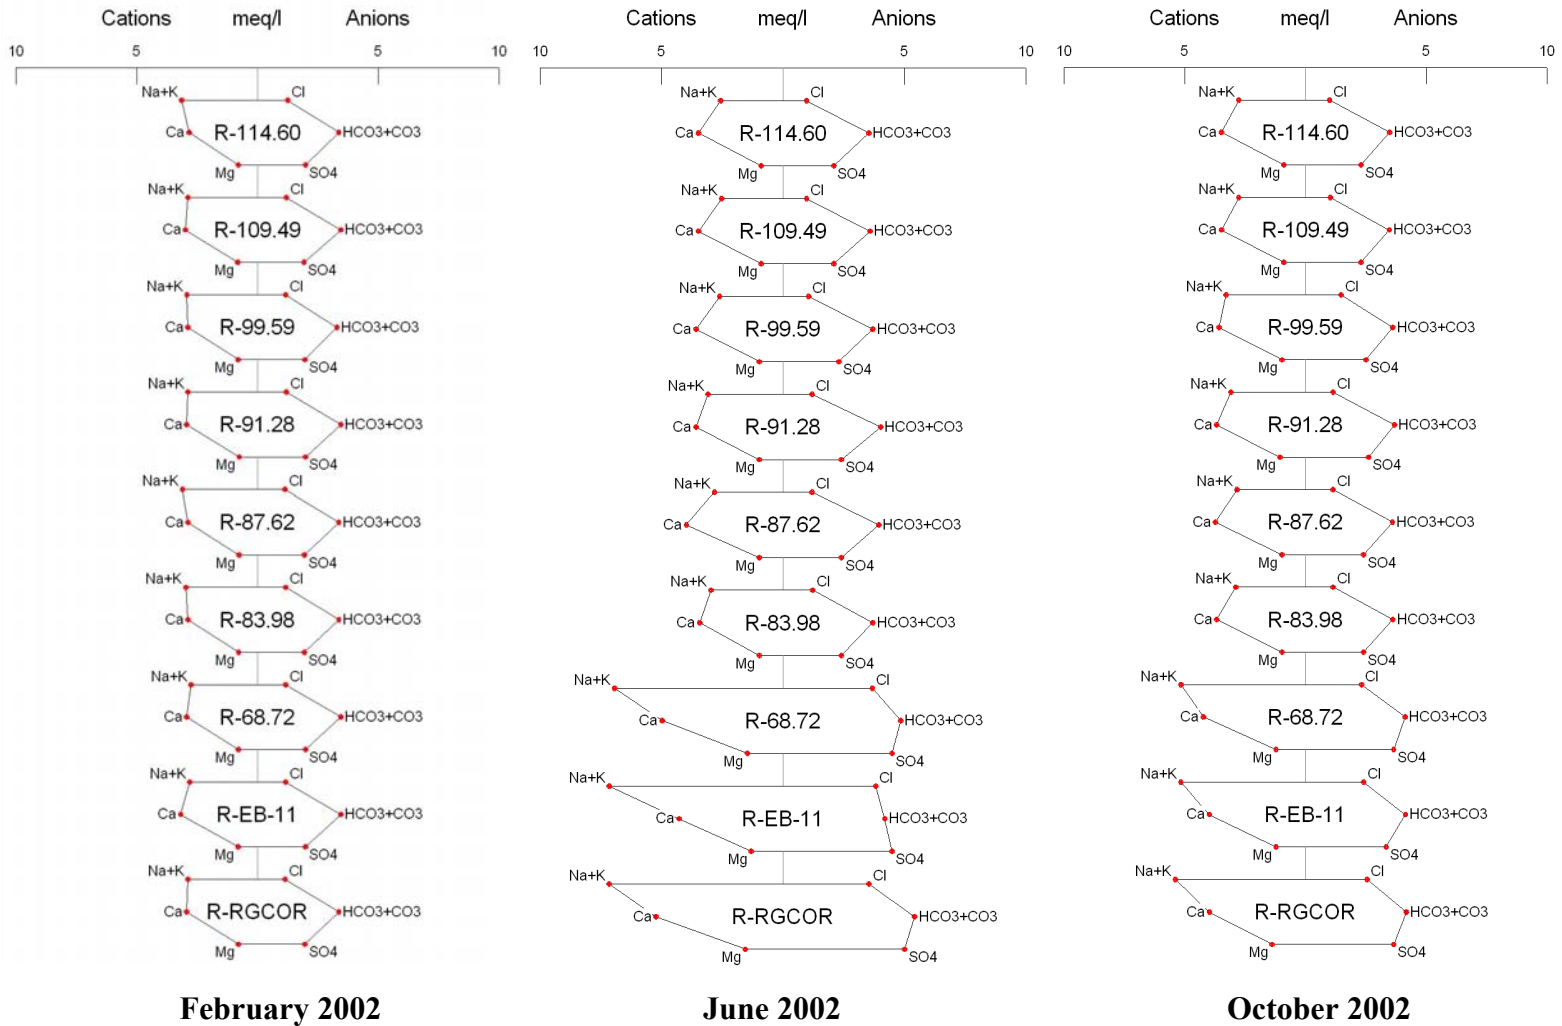 Cations meq/l Anions
10 5 5 10
Na+K Cl
Ca R-114.60 HCO3+CO3
Mg SO4
Na+K Cl
Ca R-109.49 HCO3+CO3
Mg SO4
Na+K Cl
Ca R-99.59 HCO3+CO3
Mg SO4
Na+K Cl
Ca R-91.28 HCO3+CO3
Mg SO4
Na+K Cl
Ca R-87.62 HCO3+CO3
Mg SO4
Na+K Cl
Ca R-83.98 HCO3+CO3
Mg SO4
Na+K Cl
Ca R-68.72 HCO3+CO3
Mg SO4
Na+K Cl
Ca R-EB-11 HCO3+CO3
Mg SO4
Na+K Cl
Ca R-RGCOR HCO3+CO3
Mg SO4
February 2002
Cations meq/l Anions
10 5 5 10
Na+K Cl
Ca R-114.60 HCO3+CO3
Mg SO4
Na+K Cl
Ca R-109.49 HCO3+CO3
Mg SO4
Na+K Cl
Ca R-99.59 HCO3+CO3
Mg SO4
Na+K Cl
Ca R-91.28 HCO3+CO3
Mg SO4
Na+K Cl
Ca R-87.62 HCO3+CO3
Mg SO4
Na+K Cl
Ca R-83.98 HCO3+CO3
Mg SO4
Na+K Cl
Ca R-68.72 HCO3+CO3
Mg SO4
Na+K Cl
Ca R-EB-11 HCO3+CO3
Mg SO4
Na+K Cl
Ca R-RGCOR HCO3+CO3
Mg SO4
June 2002
Cations meq/l Anions
10 5 5 10
Na+K Cl
Ca R-114.60 HCO3+CO3
Mg SO4
Na+K Cl
Ca R-109.49 HCO3+CO3
Mg SO4
Na+K Cl
Ca R-99.59 HCO3+CO3
Mg SO4
Na+K Cl
Ca R-91.28 HCO3+CO3
Mg SO4
Na+K Cl
Ca R-87.62 HCO3+CO3
Mg SO4
Na+K Cl
Ca R-83.98 HCO3+CO3
Mg SO4
Na+K Cl
Ca R-68.72 HCO3+CO3
Mg SO4
Na+K Cl
Ca R-EB-11 HCO3+CO3
Mg SO4
Na+K Cl
Ca R-RGCOR HCO3+CO3
Mg SO4
October 2002